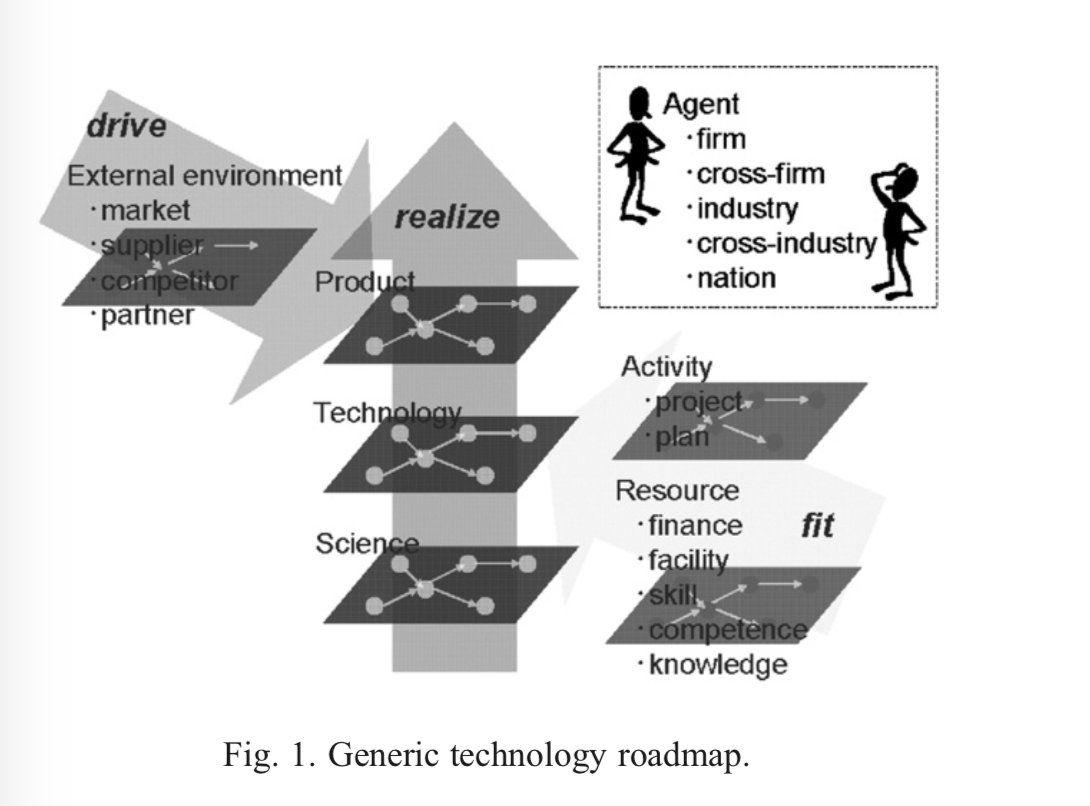 drive
External environment
·market
·supplier
·competitor
·partner
realize
Product
Technology
Science
Agent
·firm
·cross-firm
·industry
·cross-industry
·nation
Activity
·project
·plan
Resource
·finance
·facility
·skill
·competence
·knowledge
fit
Fig. 1. Generic technology roadmap.